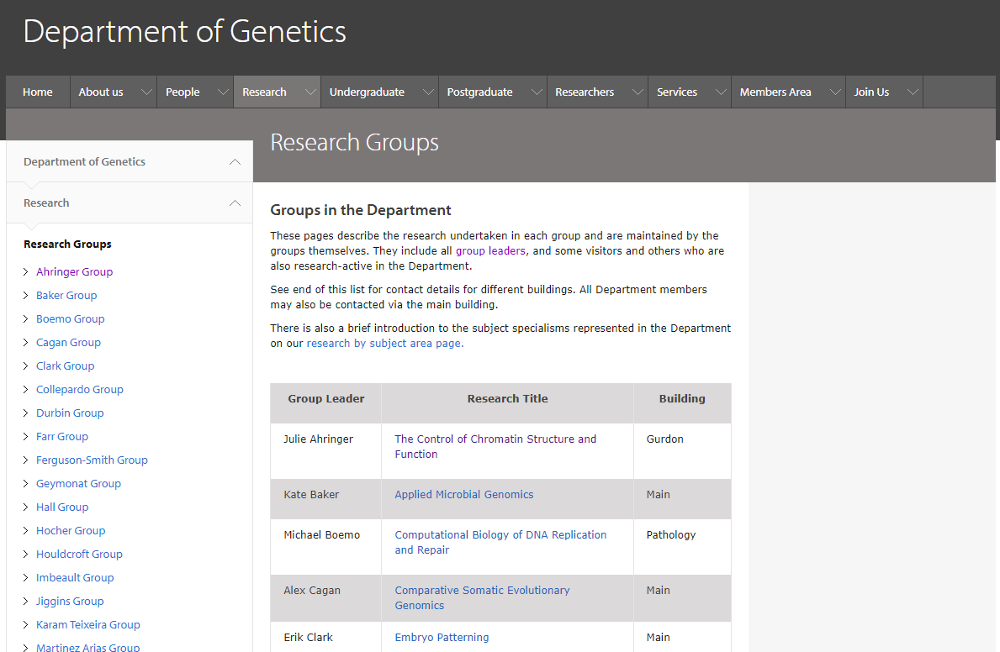 Department of Genetics
Home
About us
People
Research
Undergraduate
Postgraduate
Researchers
Services
Members Area
Join Us
Research Groups
Department of Genetics
Research
Research Groups
Ahringer Group
Baker Group
Boemo Group
Cagan Group
Clark Group
Collepardo Group
Durbin Group
Farr Group
Ferguson-Smith Group
Geymonat Group
Hall Group
Hocher Group
Houldcroft Group
Imbeault Group
Jiggins Group
Karam Teixeira Group
Martinez Arias Group
Groups in the Department
These pages describe the research undertaken in each group and are maintained by the
groups themselves. They include all group leaders, and some visitors and others who are
also research-active in the Department.
See end of this list for contact details for different buildings. All Department members
may also be contacted via the main building.
There is also a brief introduction to the subject specialisms represented in the Department
on our research by subject area page.
Group Leader Research Title Building
Julie Ahringer The Control of Chromatin Structure and Gurdon
Function
Kate Baker Applied Microbial Genomics Main
Michael Boemo Computational Biology of DNA Replication Pathology
and Repair
Alex Cagan Comparative Somatic Evolutionary Main
Genomics
Erik Clark Embryo Patterning Main